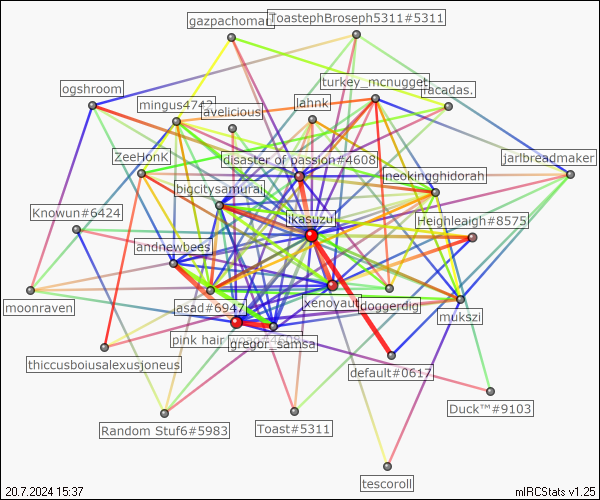 gazpachoman
ToastephBroseph5311#5311
ogshroom
turkey_mcnugget
racadas.
mingus4742
avelicious
lahnk
ZeeHonK
disaster of passion#4608
jarlbreadmaker
bigcitysamurai
neokingghidorah
Knowun#6424
ikasuzu
Heighleaigh#8575
andnewbees
moonraven
asad#6947
xenoyaut
diggerdig
mukszi
pink hair
gregor_samsa
thiccusboiusalexusjoneus
default#0617
Duck™#9103
Random Stuf6#5983
Toast#5311
tescoroll
20.7.2024 15:37
mIRCStats v1.25